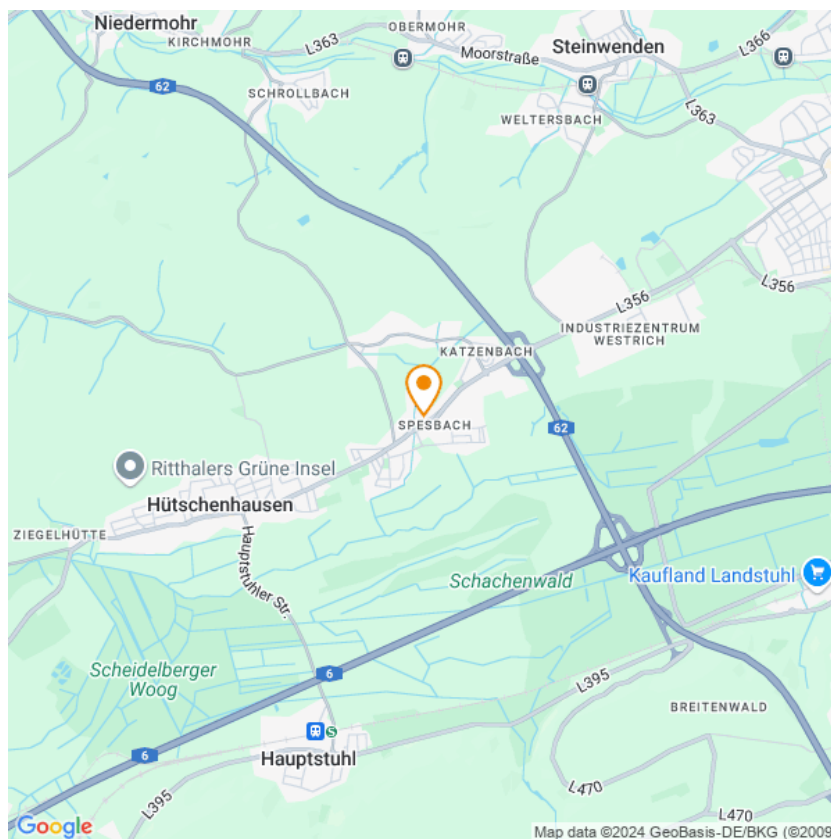 Niedermohr
KIRCHMOHR
L363
OBERMOHR
Moorstraße
Steinwenden
L366
62
SCHROLLBACH
WELTERSBACH
L363
L356
L356
INDUSTRIEZENTRUM
WESTRICH
KATZENBACH
SPESBACH
62
Ritthalers Grüne Insel
Hütschenhausen
ZIEGELHÜTTE
Hauptstuhler Str.
Schachenwald
Kaufland Landstuhl
Scheidelberger
Woog
6
L395
BREITENWALD
S
6
Hauptstuhl
L395
L470
L470
Google
Map data ©2024 GeoBasis-DE/BKG (©2009